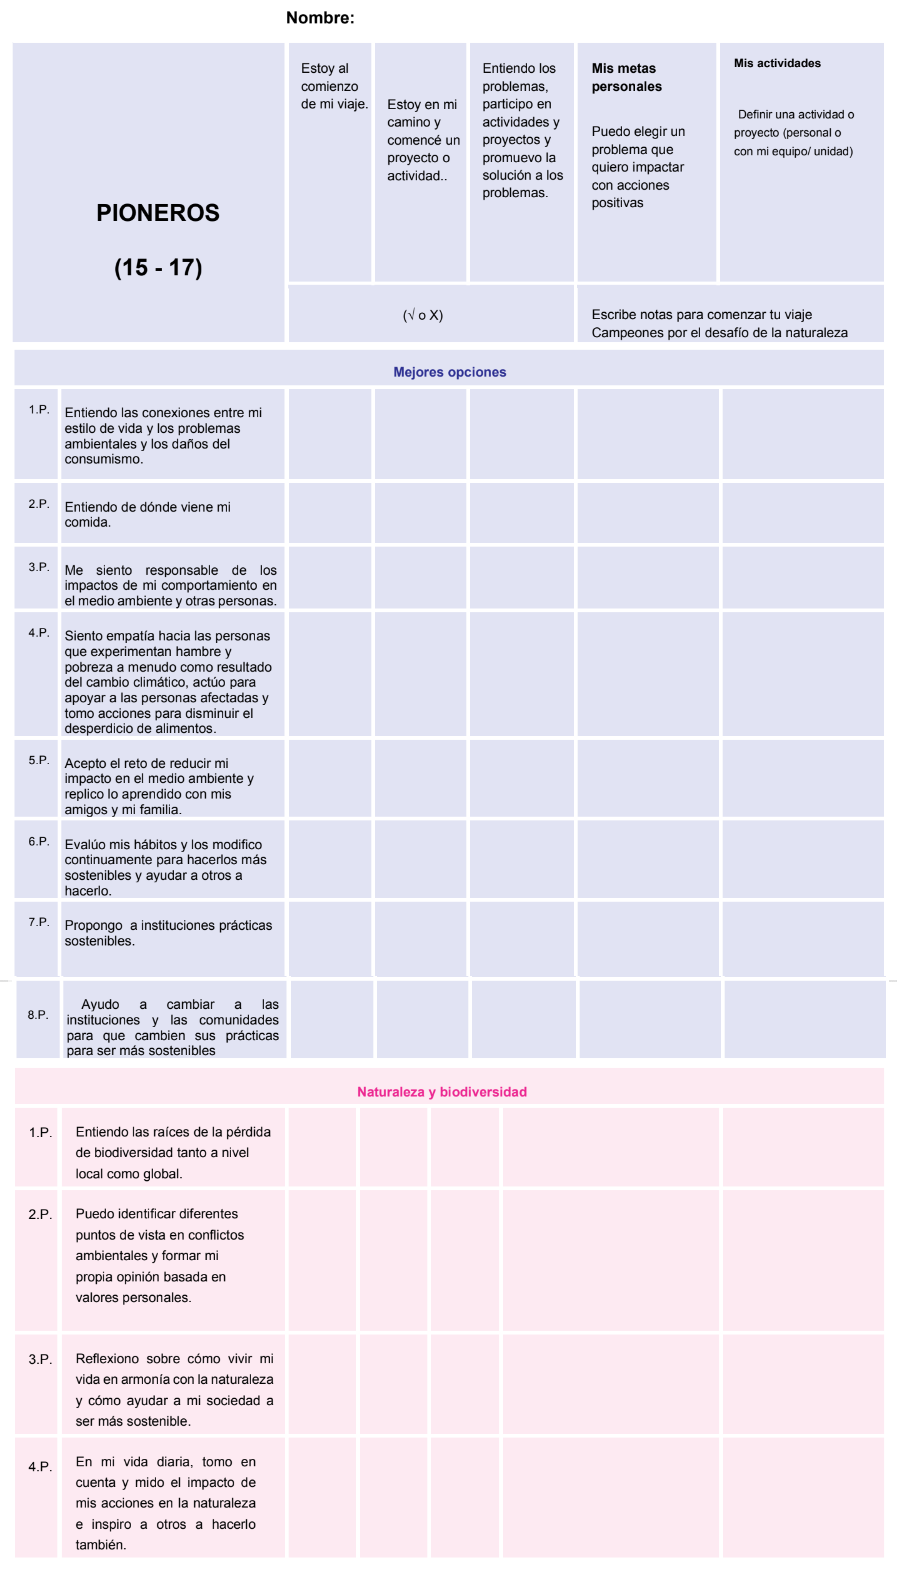 Nombre:
PIONEROS
(15 - 17)
Estoy al
comienzo
de mi viaje.
Estoy en mi
camino y
comencé un
proyecto o
actividad..
Entiendo los
problemas,
participo en
actividades y
proyectos y
promuevo la
solución a los
problemas.
Mis metas
personales
Puedo elegir un
problema que
quiero impactar
con acciones
positivas
Mis actividades
Definir una actividad o
proyecto (personal o
con mi equipo/ unidad)
(√ o X)
Escribe notas para comenzar tu viaje
Campeones por el desafío de la naturaleza
Mejores opciones
1.P.
Entiendo las conexiones entre mi
estilo de vida y los problemas
ambientales y los daños del
consumismo.
2.P.
Entiendo de dónde viene mi
comida.
3.P.
Me siento responsable de los
impactos de mi comportamiento en
el medio ambiente y otras personas.
4.P.
Siento empatía hacia las personas
que experimentan hambre y
pobreza a menudo como resultado
del cambio climático, actúo para
apoyar a las personas afectadas y
tomo acciones para disminuir el
desperdicio de alimentos.
5.P.
Acepto el reto de reducir mi
impacto en el medio ambiente y
replico lo aprendido con mis
amigos y mi familia.
6.P.
Evalúo mis hábitos y los modifico
continuamente para hacerlos más
sostenibles y ayudar a otros a
hacerlo.
7.P.
Propongo a instituciones prácticas
sostenibles.
8.P.
Ayudo a cambiar a las
instituciones y las comunidades
para que cambien sus prácticas
para ser más sostenibles
Naturaleza y biodiversidad
1.P.
Entiendo las raíces de la pérdida
de biodiversidad tanto a nivel
local como global.
2.P.
Puedo identificar diferentes
puntos de vista en conflictos
ambientales y formar mi
propia opinión basada en
valores personales.
3.P.
Reflexiono sobre cómo vivir mi
vida en armonía con la naturaleza
y cómo ayudar a mi sociedad a
ser más sostenible.
4.P.
En mi vida diaria, tomo en
cuenta y mido el impacto de
mis acciones en la naturaleza
e inspiro a otros a hacerlo
también.